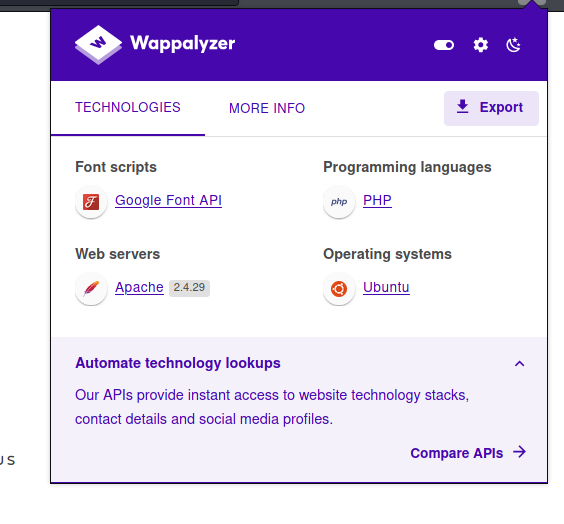 Wappalyzer
TECHNOLOGIES
MORE INFO
Export
Font scripts
Google Font API
Programming languages
php
PHP
Web servers
Apache 2.4.29
Operating systems
Ubuntu
Automate technology lookups
Our APIs provide instant access to website technology stacks,
contact details and social media profiles.
Compare APIs
US